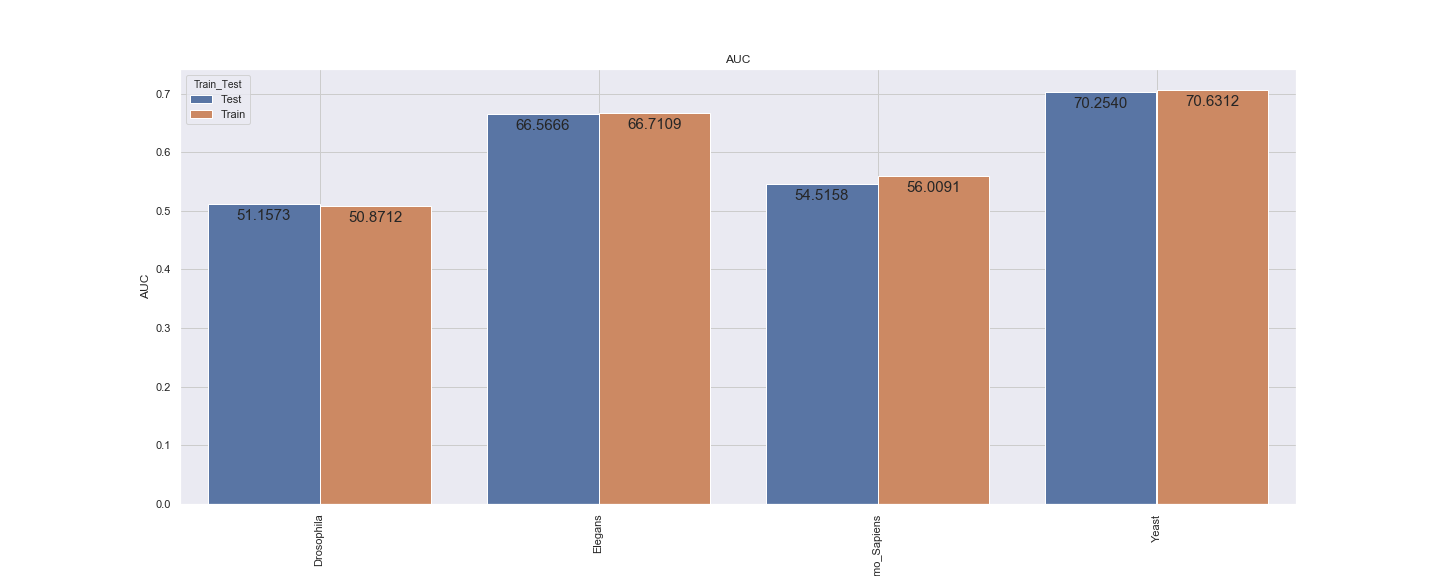 AUC
Train_Test
Test
Train
0.7
0.6
0.5
0.4
0.3
0.2
0.1
0.0
AUC
51.1573
50.8712
66.5666
66.7109
54.5158
56.0091
70.2540
70.6312
Drosophila
Elegans
mo_Sapiens
Yeast